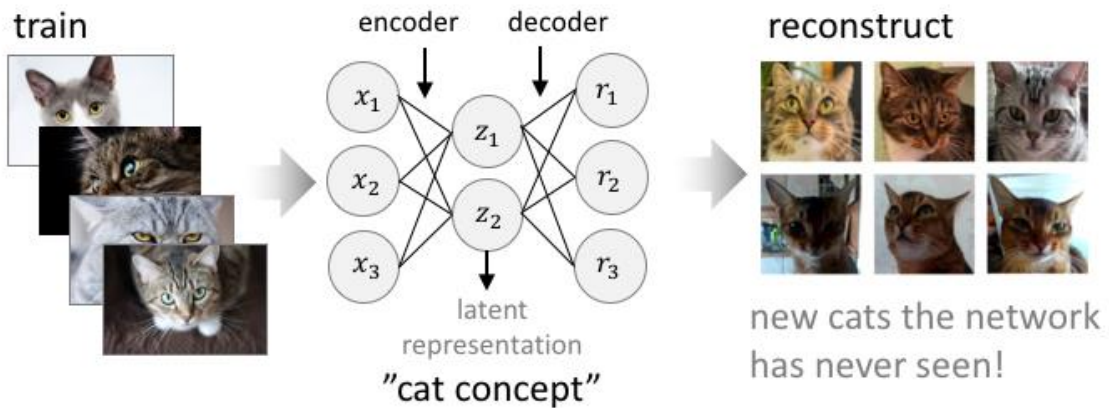 train
encoder
decoder
reconstruct
x₁
x₂
x₃
z₁
z₂
r₁
r₂
r₃
latent
representation
”cat concept”
new cats the network
has never seen!